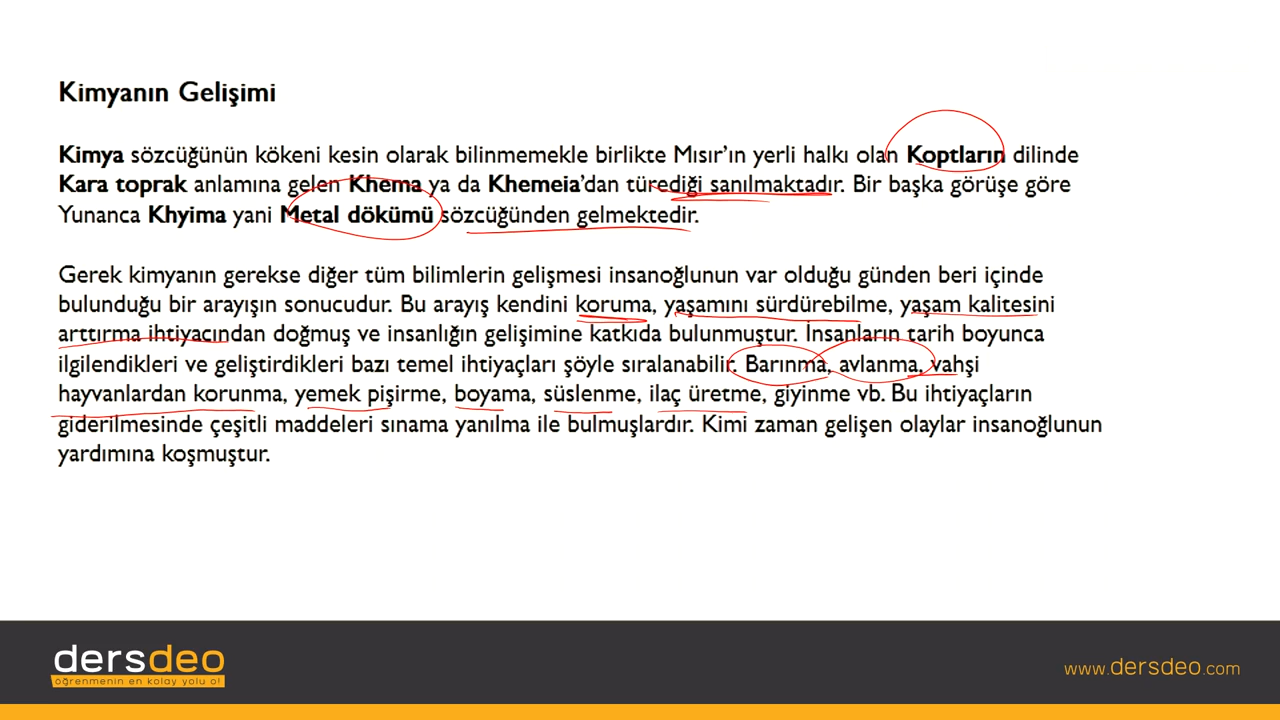 Kimyanın Gelişimi
Kimya sözcüğünün kökeni kesin olarak bilinmemekle birlikte Mısır’ın yerli halkı olan Koptların dilinde
Kara toprak anlamına gelen Khema ya da Khemeia’dan türediği sanılmaktadır. Bir başka görüşe göre
Yunanca Khyima yani Metal dökümü sözcüğünden gelmektedir.
Gerek kimyanın gerekse diğer tüm bilimlerin gelişmesi insanoğlunun var olduğu günden beri içinde
bulunduğu bir arayışın sonucudur. Bu arayış kendini koruma, yaşamını sürdürebilme, yaşam kalitesini
arttırma ihtiyacından doğmuş ve insanlığın gelişimine katkıda bulunmuştur. İnsanların tarih boyunca
ilgilendikleri ve geliştirdikleri bazı temel ihtiyaçları şöyle sıralanabilir. Barınma, avlanma, vahşi
hayvanlardan korunma, yemek pişirme, boyama, süslenme, ilaç üretme, giyinme vb. Bu ihtiyaçların
giderilmesinde çeşitli maddeleri sınama yanılma ile bulmuşlardır. Kimi zaman gelişen olaylar insanoğlunun
yardımına koşmuştur.
dersdeo
öğrenmenin en kolay yolu o!
www.dersdeo.com